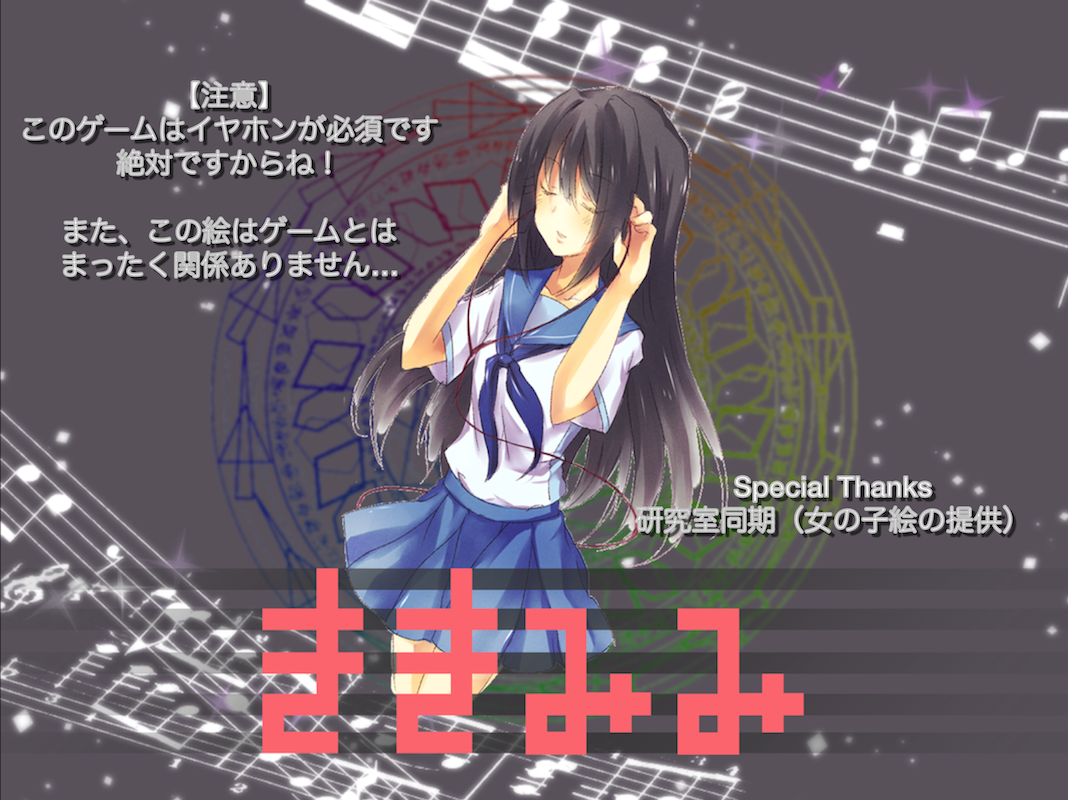 【注意】
このゲームはイヤホンが必須です
絶対ですからね！
また、この絵はゲームとは
まったく関係ありません...
Special Thanks
研究室同期（女の子絵の提供）
ききみみ